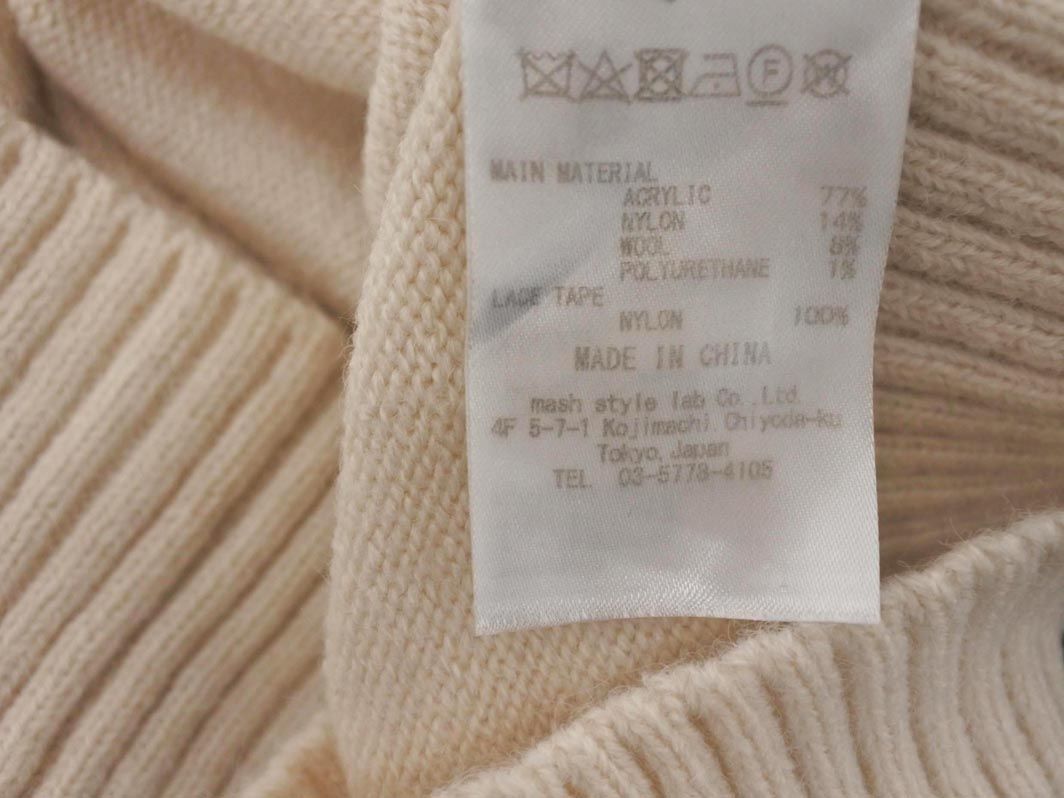 F W
MAIN MATERIAL
ACRYLIC 77%
NYLON 14%
WOOL 8%
POLYURETHANE 1%
LACE TAPE
NYLON 100%
MADE IN CHINA
mash style lab Co.,Ltd.
4F 5-7-1 Kojimachi,Chiyoda-ku
Tokyo,Japan
TEL 03-5778-4105